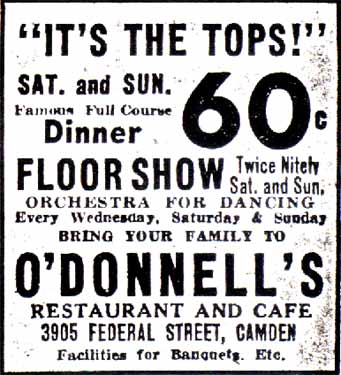 "IT'S THE TOPS!"
SAT. and SUN.
Famous Full Course
Dinner
60c
FLOOR SHOW
Twice Nitely
Sat. and Sun.
ORCHESTRA FOR DANCING
Every Wednesday, Saturday & Sunday
BRING YOUR FAMILY TO
O'DONNELL'S
RESTAURANT AND CAFE
3905 FEDERAL STREET, CAMDEN
Facilities for Banquets, Etc.